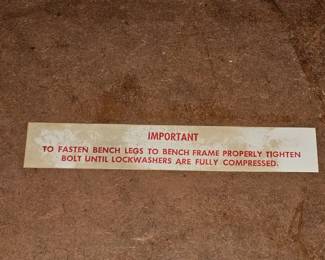 IMPORTANT
TO FASTEN BENCH LEGS TO BENCH FRAME PROPERLY TIGHTEN
BOLT UNTIL LOCKWASHERS ARE FULLY COMPRESSED.